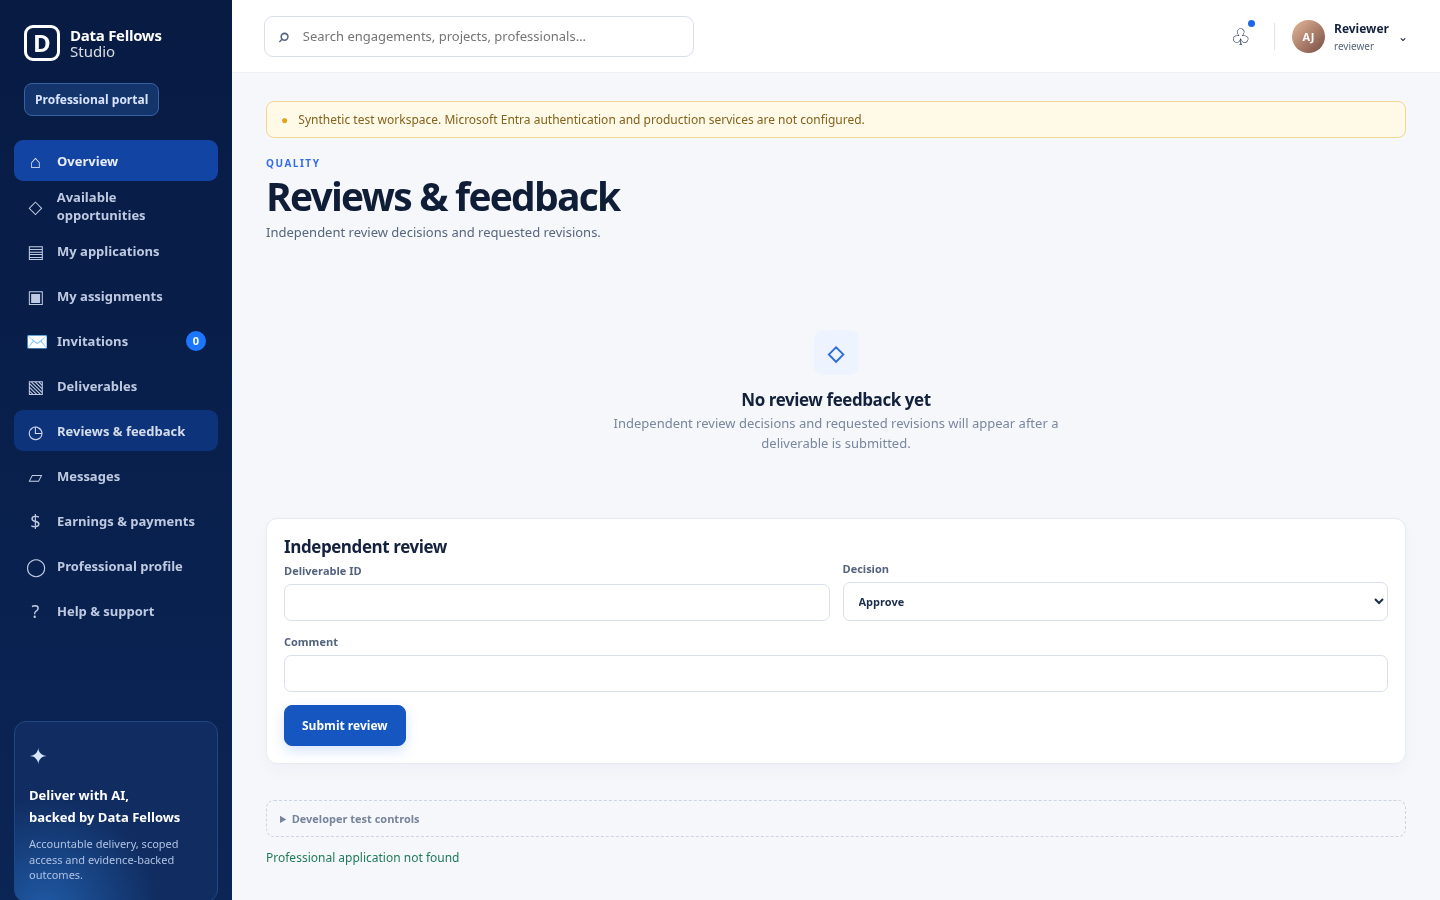 D
Data Fellows
Studio
Professional portal
Overview
Available
opportunities
My applications
My assignments
Invitations
0
Deliverables
Reviews & feedback
Messages
$
Earnings & payments
Professional profile
?
Help & support
Deliver with AI,
backed by Data Fellows
Accountable delivery, scoped
access and evidence-backed
outcomes.
Search engagements, projects, professionals...
AJ
Reviewer
reviewer
Synthetic test workspace. Microsoft Entra authentication and production services are not configured.
QUALITY
Reviews & feedback
Independent review decisions and requested revisions.
No review feedback yet
Independent review decisions and requested revisions will appear after a
deliverable is submitted.
Independent review
Deliverable ID
Decision
Approve
Comment
Submit review
Developer test controls
Professional application not found